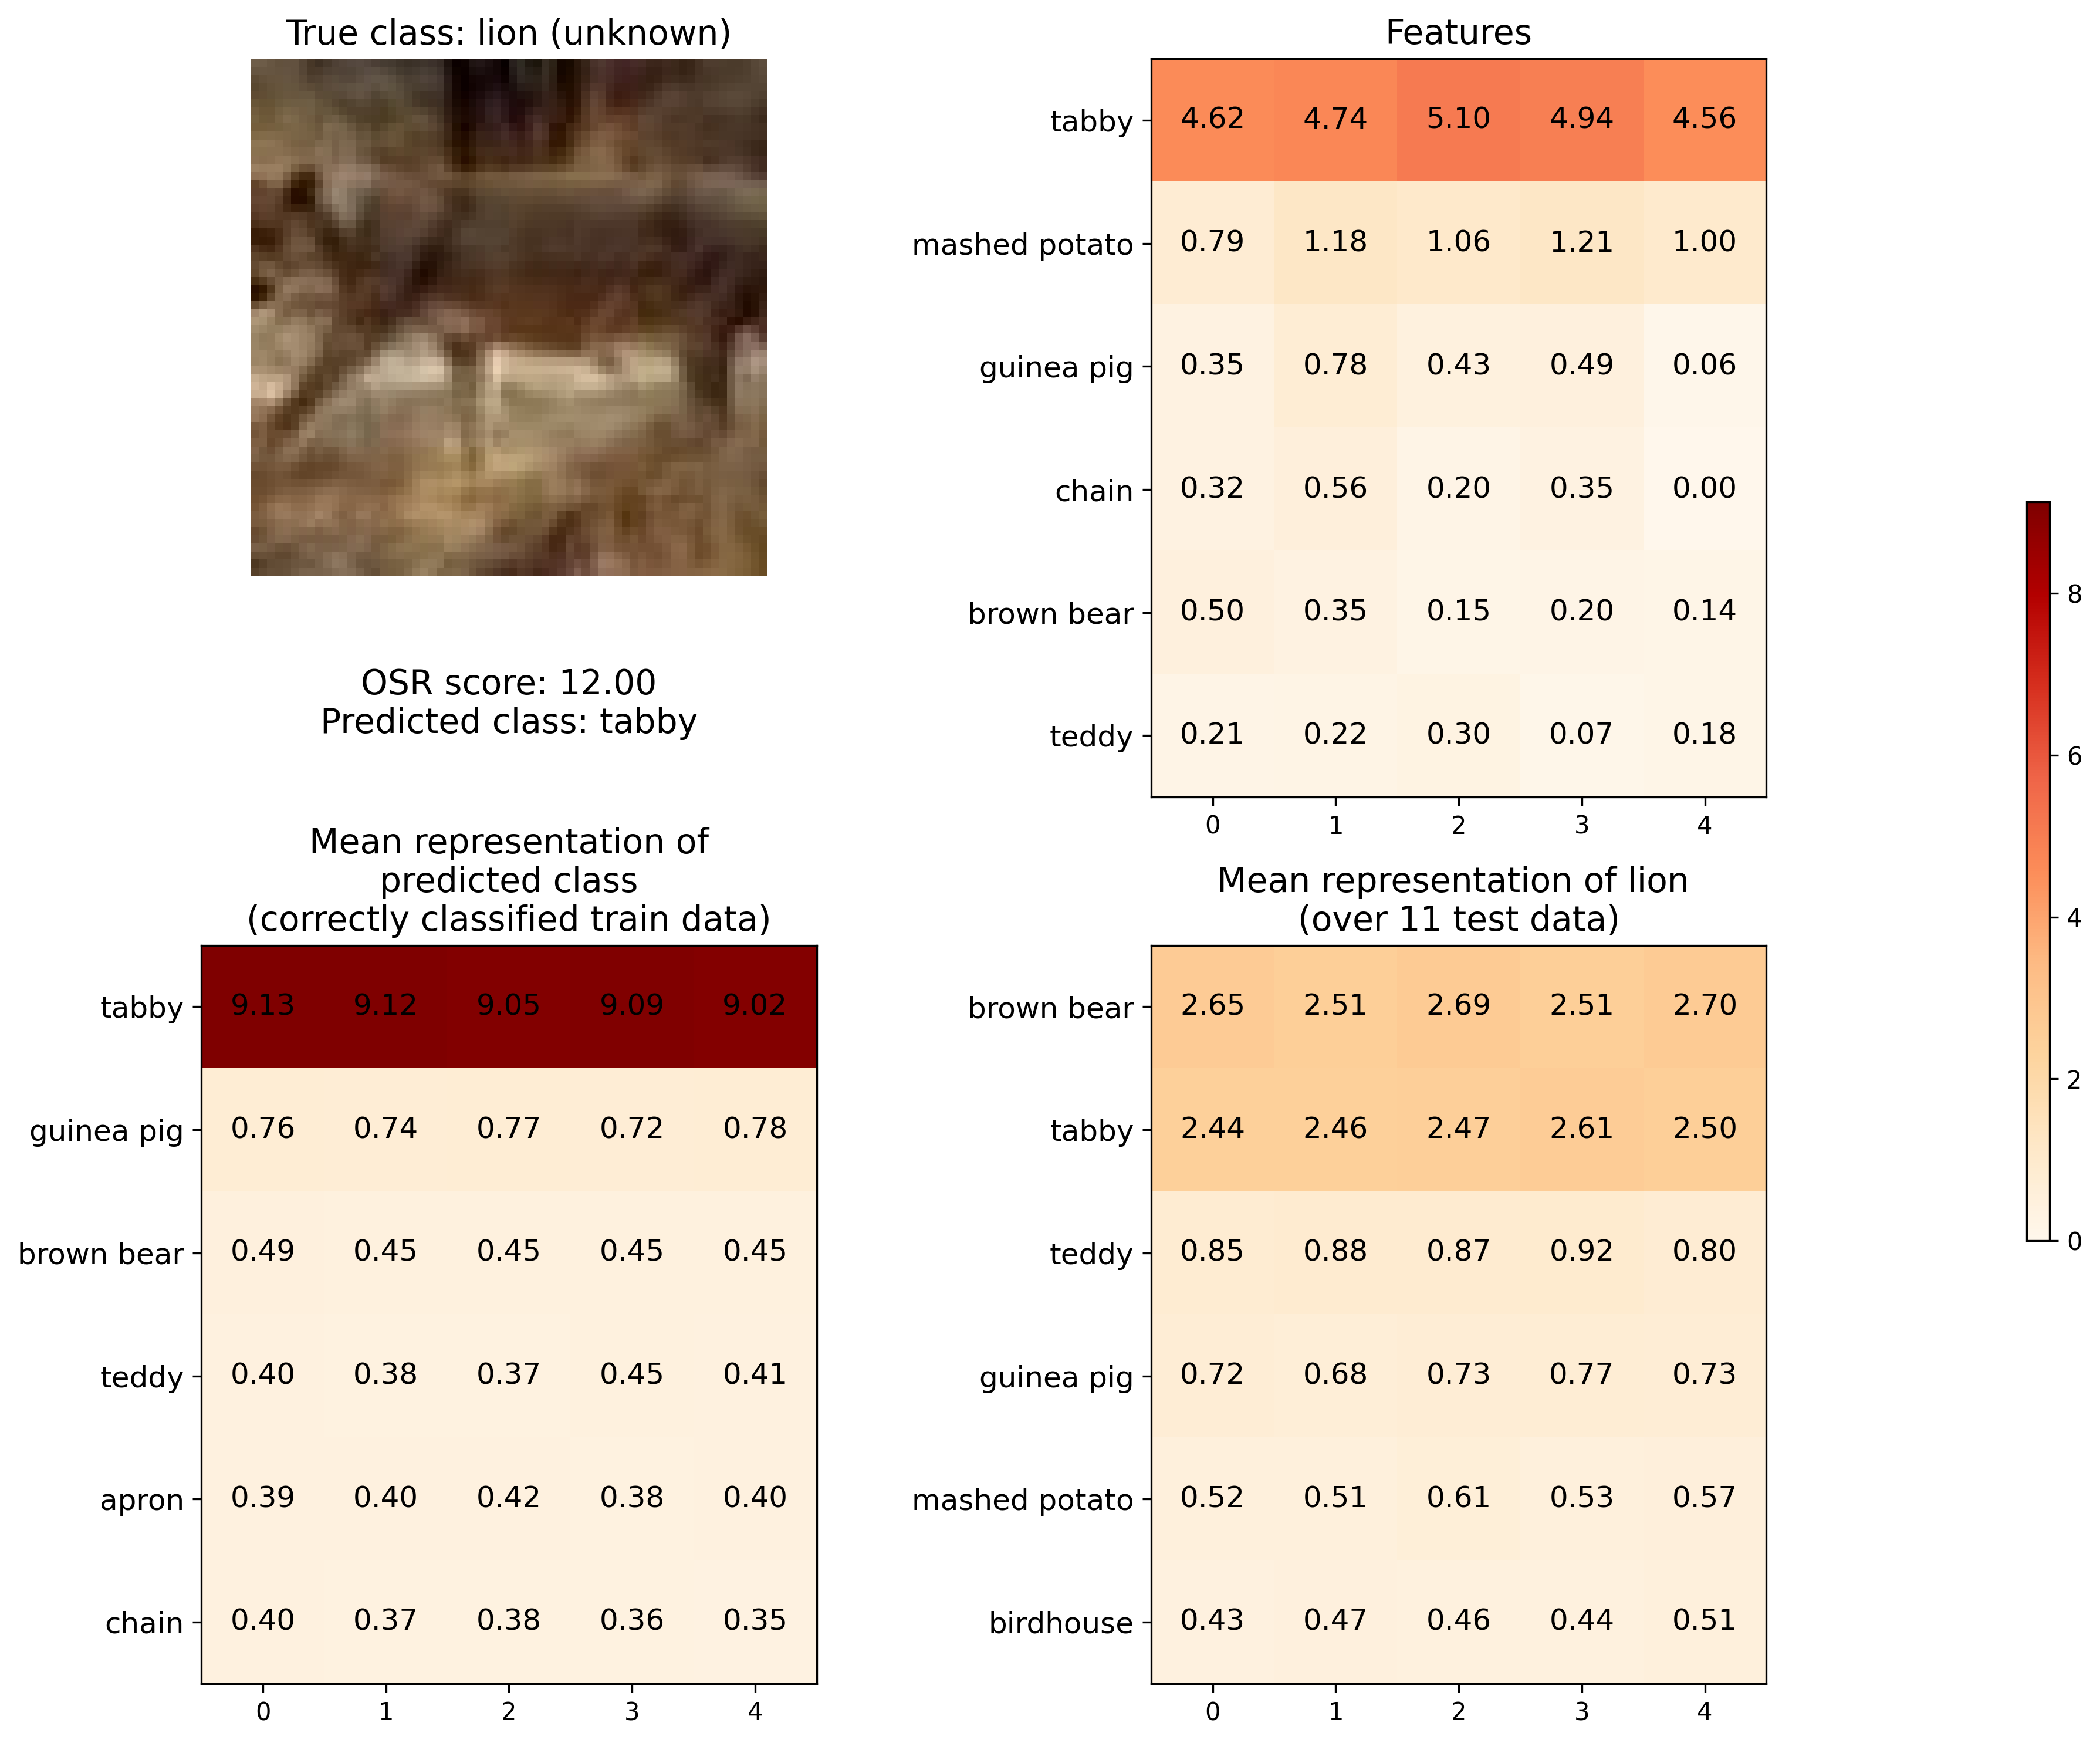 True class: lion (unknown)
OSR score: 12.00
Predicted class: tabby
Features
tabby 4.62 4.74 5.10 4.94 4.56
mashed potato 0.79 1.18 1.06 1.21 1.00
guinea pig 0.35 0.78 0.43 0.49 0.06
chain 0.32 0.56 0.20 0.35 0.00
brown bear 0.50 0.35 0.15 0.20 0.14
teddy 0.21 0.22 0.30 0.07 0.18
0 1 2 3 4
Mean representation of
predicted class
(correctly classified train data)
tabby 9.13 9.12 9.05 9.09 9.02
guinea pig 0.76 0.74 0.77 0.72 0.78
brown bear 0.49 0.45 0.45 0.45 0.45
teddy 0.40 0.38 0.37 0.45 0.41
apron 0.39 0.40 0.42 0.38 0.40
chain 0.40 0.37 0.38 0.36 0.35
0 1 2 3 4
Mean representation of lion
(over 11 test data)
brown bear 2.65 2.51 2.69 2.51 2.70
tabby 2.44 2.46 2.47 2.61 2.50
teddy 0.85 0.88 0.87 0.92 0.80
guinea pig 0.72 0.68 0.73 0.77 0.73
mashed potato 0.52 0.51 0.61 0.53 0.57
birdhouse 0.43 0.47 0.46 0.44 0.51
0 1 2 3 4
8
6
4
2
0